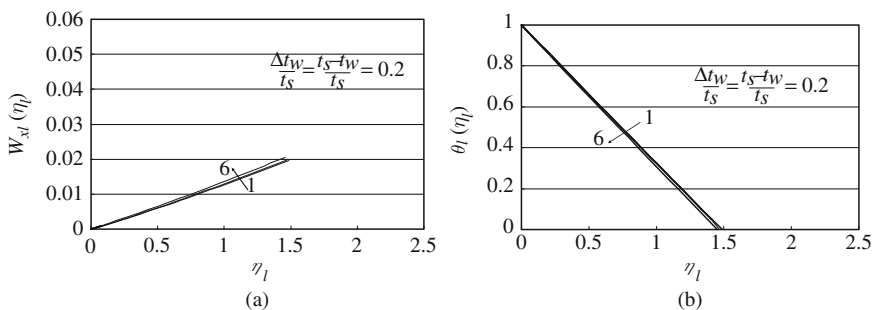 0.06
0.05
0.04
0.03
0.02
0.01
0
W_{xl} (η_l)
Δt_w/t_s = t_s–t_w/t_s = 0.2
6
1
0 0.5 1 1.5 2 2.5
η_l
(a)
1
0.8
0.6
0.4
0.2
0
θ_l (η_l)
Δt_w/t_s = t_s–t_w/t_s = 0.2
1
6
0 0.5 1 1.5 2 2.5
η_l
(b)